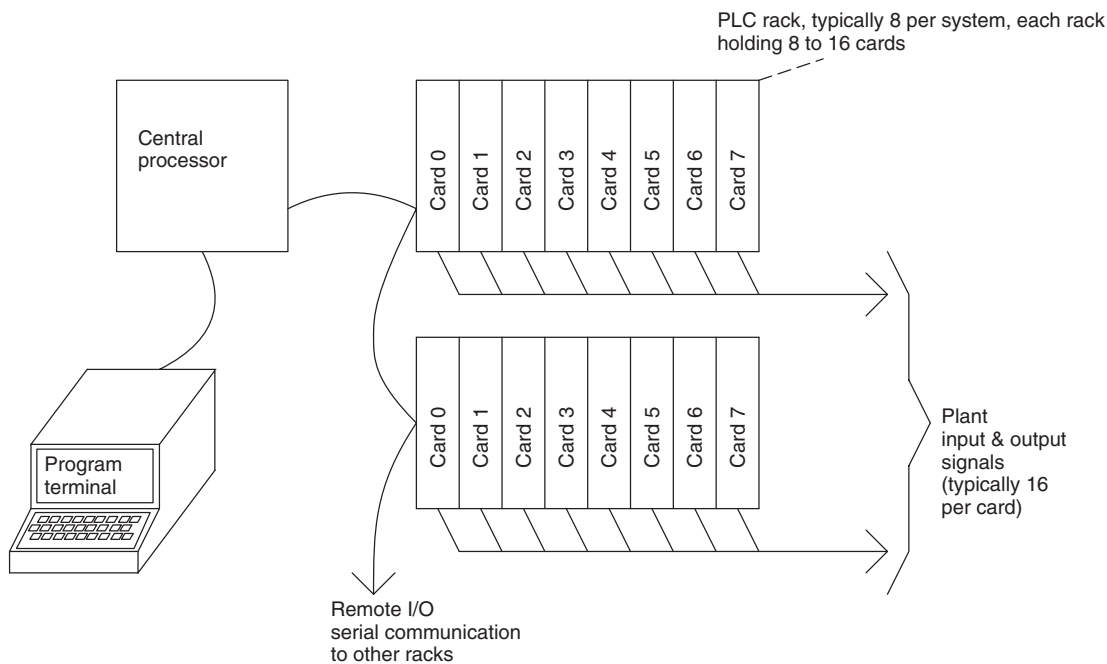 PLC rack, typically 8 per system, each rack
holding 8 to 16 cards
Central
processor
Card 0
Card 1
Card 2
Card 3
Card 4
Card 5
Card 6
Card 7
Card 0
Card 1
Card 2
Card 3
Card 4
Card 5
Card 6
Card 7
Plant
input & output
signals
(typically 16
per card)
Program
terminal
Remote I/O
serial communication
to other racks